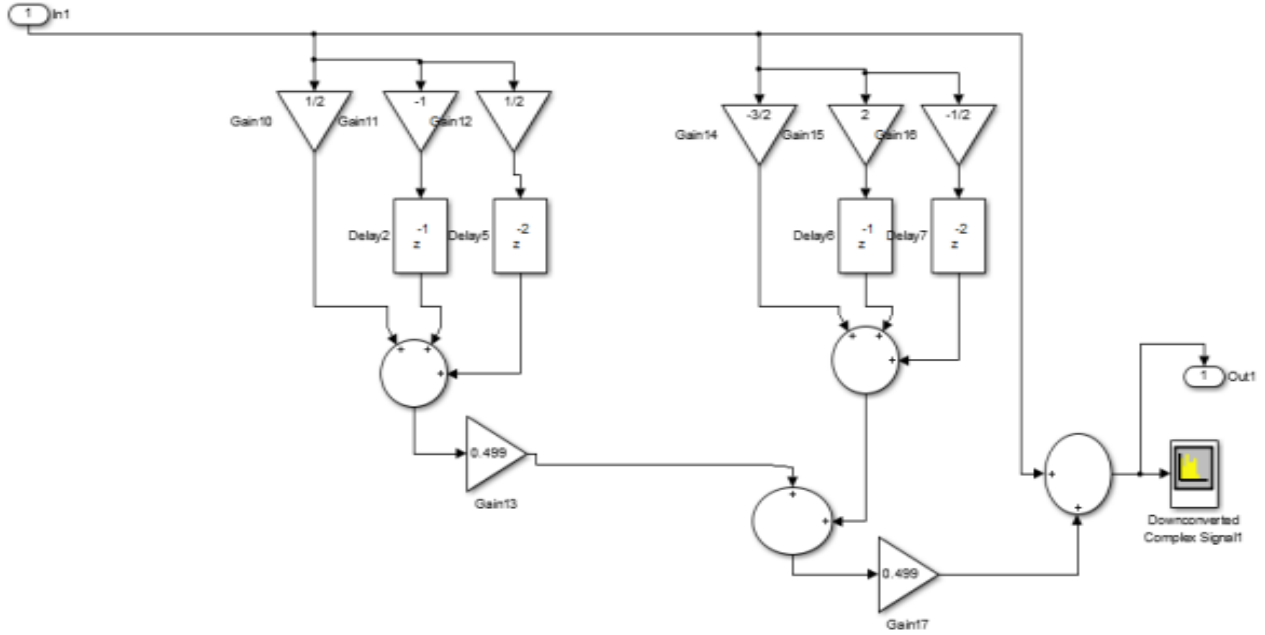 1
In1
1/2
-1
1/2
Gain10
Gain11
Gain12
-3/2
2
-1/2
Gain14
Gain15
Gain16
Delay2
-1
z
Delay5
-2
z
Delay6
-1
z
Delay7
-2
z
+
+
+
+
+
+
1
Out1
0.499
Gain13
+
+
+
+
Downconverted
Complex Signal1
0.499
Gain17